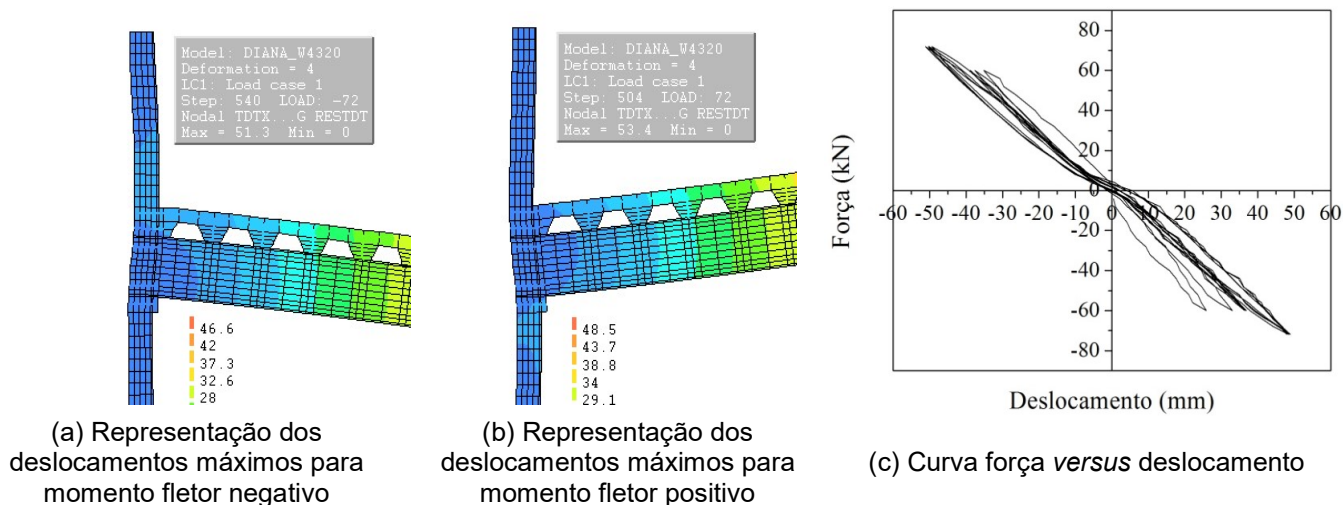 Model: DIANA_W4320
Deformation = 4
LC1: Load case 1
Step: 540 LOAD: -72
Nodal TDTX...G RESTDT
Max = 51.3 Min = 0
46.6
42
37.3
32.6
28
(a) Representação dos
deslocamentos máximos para
momento fletor negativo
Model: DIANA_W4320
Deformation = 4
LC1: Load case 1
Step: 504 LOAD: 72
Nodal TDTX...G RESTDT
Max = 53.4 Min = 0
48.5
43.7
38.8
34
29.1
(b) Representação dos
deslocamentos máximos para
momento fletor positivo
Força (kN)
80
60
40
20
0
-60 -50 -40 -30 -20 -10 0 10 20 30 40 50 60
-20
-40
-60
-80
Deslocamento (mm)
(c) Curva força versus deslocamento